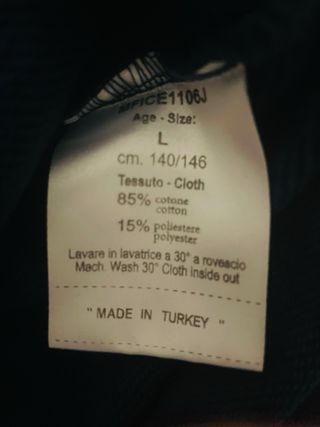 MFICE1106J
Age - Size:
L
cm. 140/146
Tessuto - Cloth
85% cotone
cotton
15% poliestere
polyester
Lavare in lavatrice a 30° a rovescio
Mach. Wash 30° Cloth inside out
" MADE IN TURKEY "